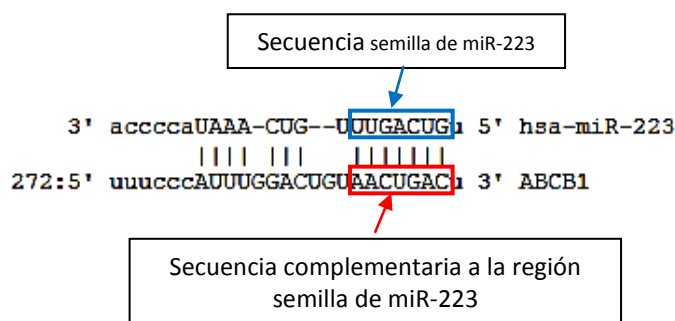 Secuencia semilla de miR-223
3' accccaUAAA-CUG--UUUGACUGu 5' hsa-miR-223
|||| ||| |||||||
272:5' uuucccAUUUGGACUGUAACUGACu 3' ABCB1
Secuencia complementaria a la región
semilla de miR-223